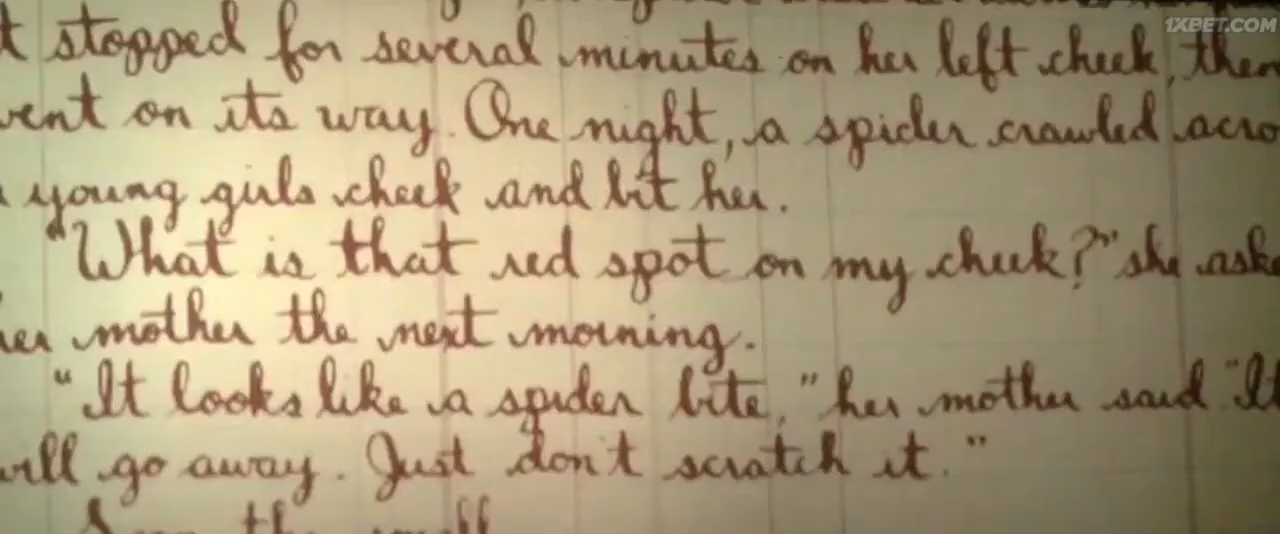 1XBET.COM
t stopped for several minutes on her left cheek, then
went on its way. One night, a spider crawled acro
a young girls cheek and bit her.
"What is that red spot on my cheek?" she aske
her mother the next morning.
"It looks like a spider bite," her mother said "It
will go away. Just don't scratch it."
Soon the small